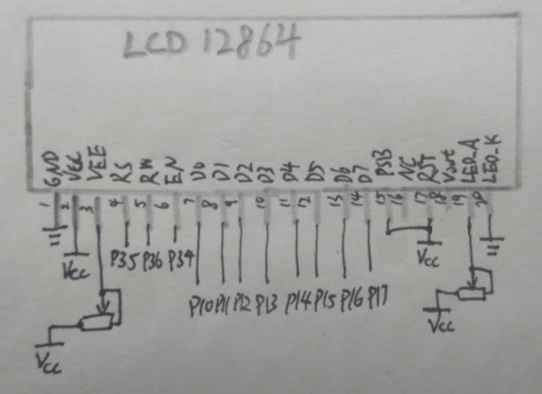 LCD 12864
GND VCC VEE RS RW EN D0 D1 D2 D3 D4 D5 D6 D7 PSB NC RST Vout LED_A LED_K
1 2 3 4 5 6 7 8 9 10 11 12 13 14 15 16 17 18 19 20
P35 P36 P34
VCC VCC
P10 P11 P12 P13 P14 P15 P16 P17
VCC VCC